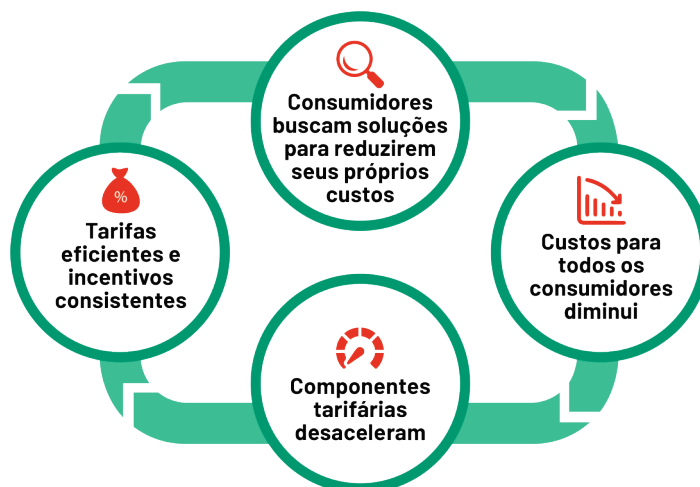 Consumidores
buscam soluções
para reduzirem
seus próprios
custos
%
Tarifas
eficientes e
incentivos
consistentes
Custos para
todos os
consumidores
diminui
Componentes
tarifárias
desaceleram